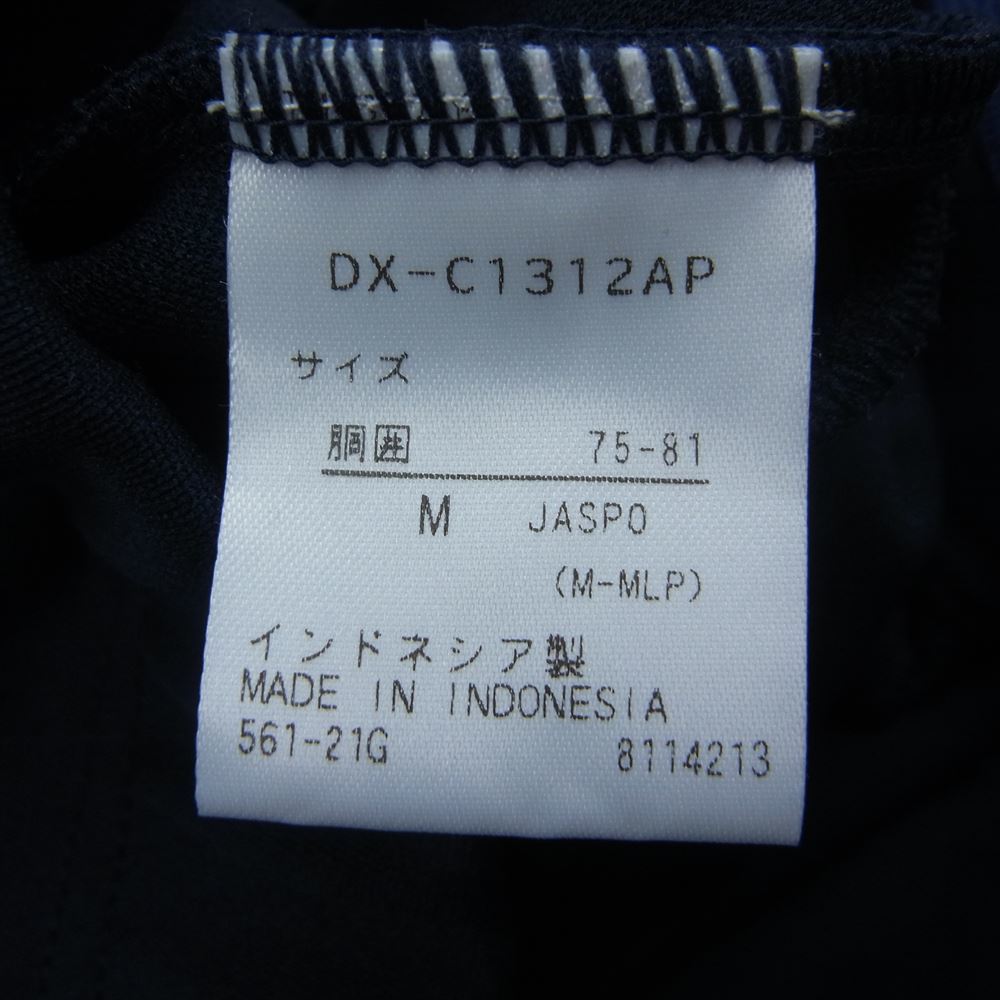 DX-C1312AP
サイズ
胴囲 75-81
M JASPO
(M-MLP)
インドネシア製
MADE IN INDONESIA
561-21G 8114213